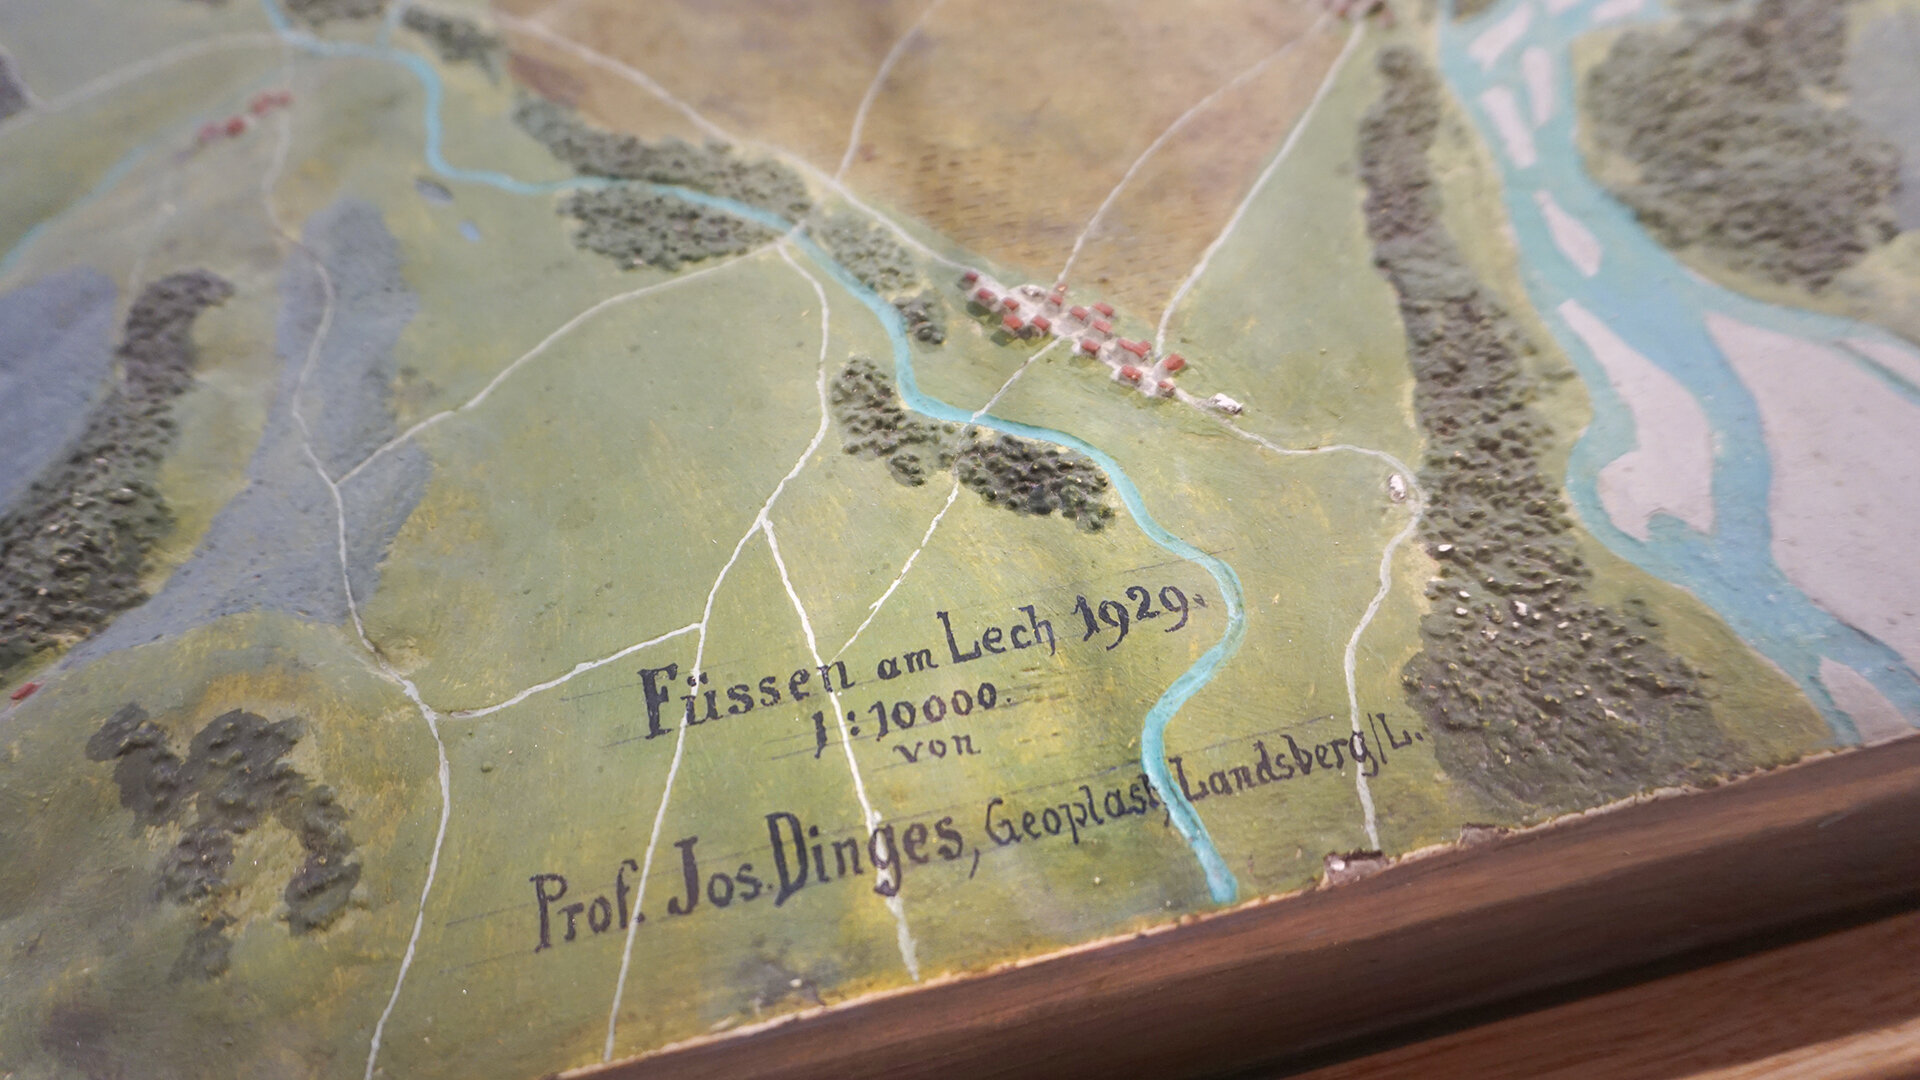 Füssen am Lech 1929.
1:10000.
von
Prof. Jos. Dinges, Geoplast, Landsberg/L.